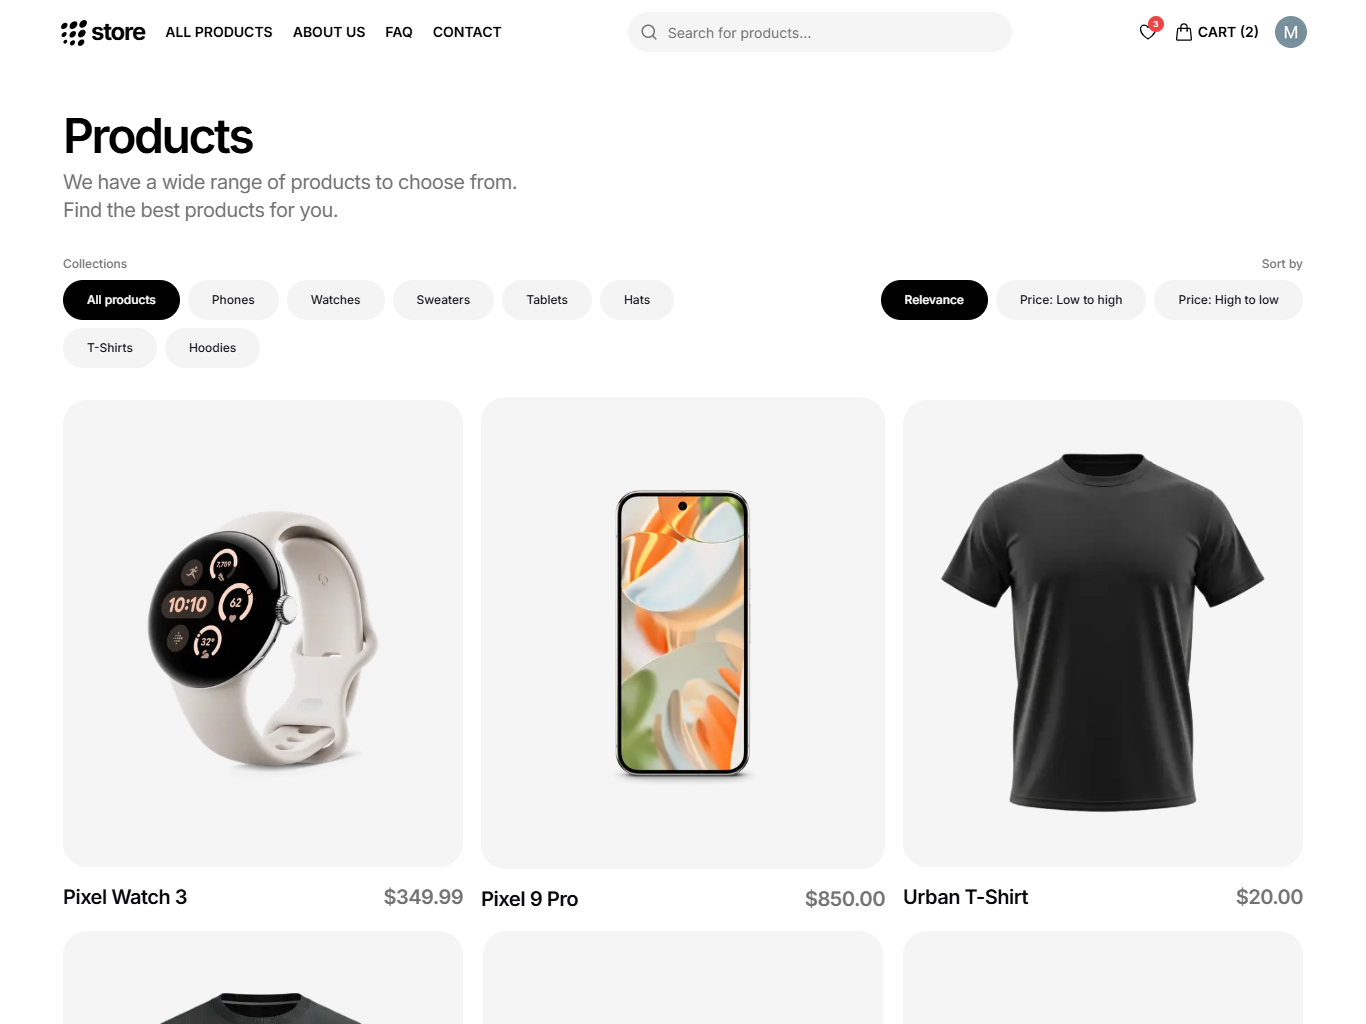 store ALL PRODUCTS ABOUT US FAQ CONTACT Search for products... 3 CART (2) M
Products
We have a wide range of products to choose from.
Find the best products for you.
Collections Sort by
All products Phones Watches Sweaters Tablets Hats Relevance Price: Low to high Price: High to low
T-Shirts Hoodies
7,789
10:10 62
32°
Pixel Watch 3 $349.99 Pixel 9 Pro $850.00 Urban T-Shirt $20.00